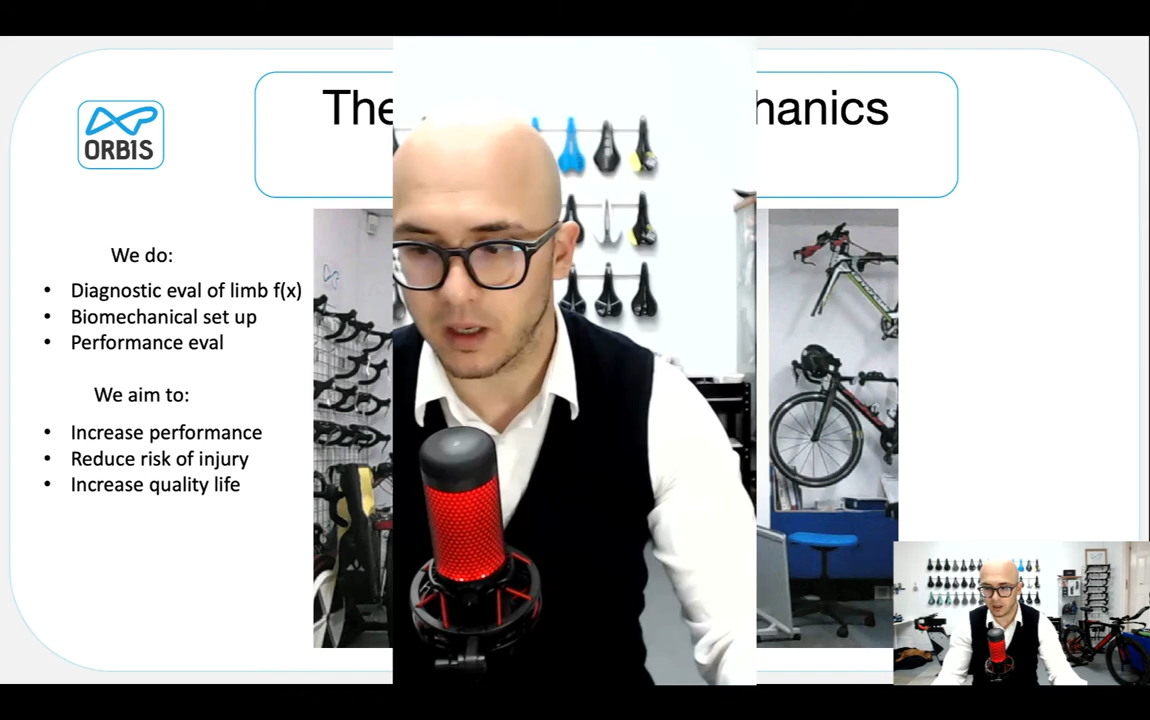 The
hanics
ORBIS
We do:
• Diagnostic eval of limb f(x)
• Biomechanical set up
• Performance eval
We aim to:
• Increase performance
• Reduce risk of injury
• Increase quality life